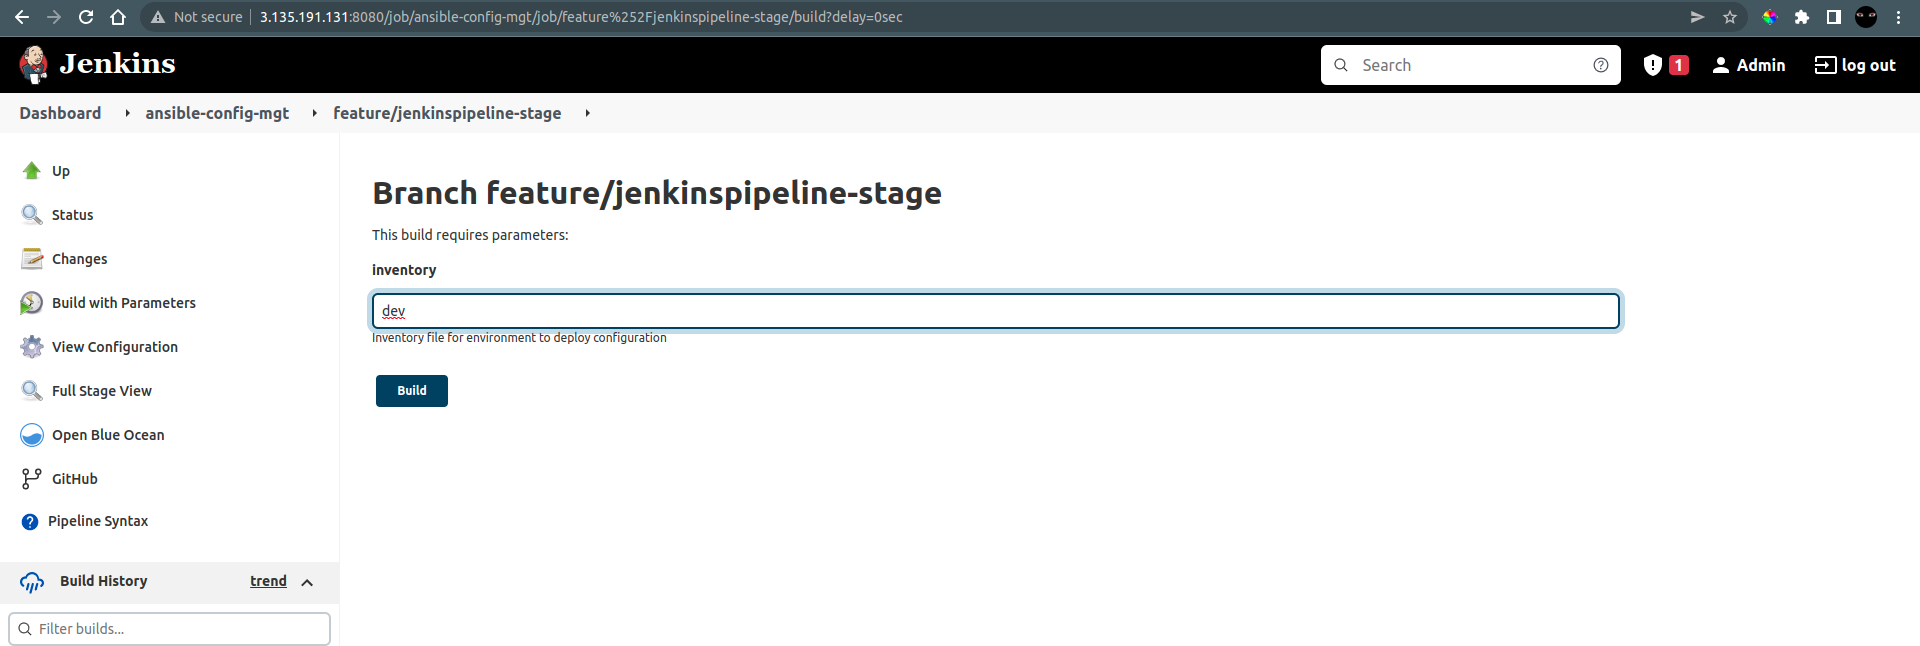 Not secure 3.135.191.131:8080/job/ansible-config-mgt/job/feature%252Fjenkinspipeline-stage/build?delay=0sec
Jenkins Search 1 Admin log out
Dashboard ansible-config-mgt feature/jenkinspipeline-stage
Up
Status
Changes
Build with Parameters
View Configuration
Full Stage View
Open Blue Ocean
GitHub
Pipeline Syntax
Build History trend
Filter builds...
Branch feature/jenkinspipeline-stage
This build requires parameters:
inventory
dev
Inventory file for environment to deploy configuration
Build